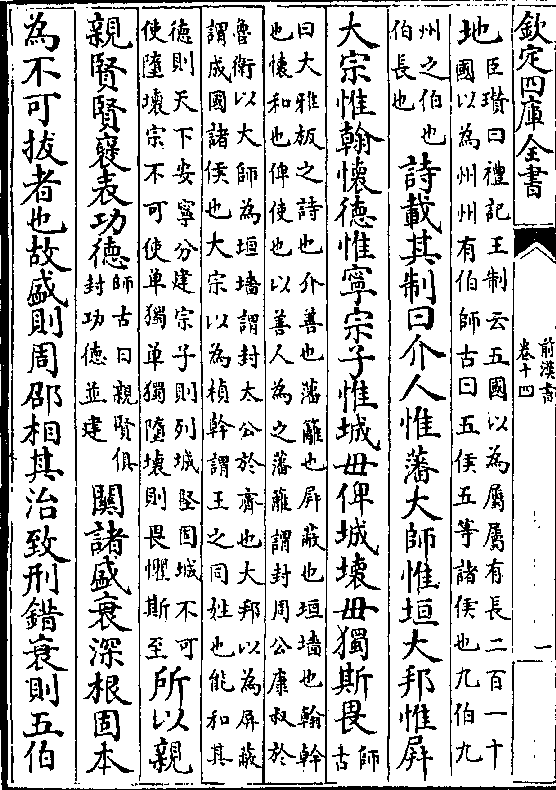 欽定四庫全書
前漢書
卷十四
一
地臣瓚曰禮記王制云五國以為屬屬有長二百一十
國以為州州有伯師古曰五侯五等諸侯也九伯九
州之伯也
伯長也
詩載其制曰介人惟藩大師惟垣大邦惟屏
大宗惟翰懷德惟寧宗子惟城毋俾城壞毋獨斯畏師
古
曰大雅板之詩也介善也藩籬也屏蔽也垣墻也翰幹
也懷和也俾使也以善人為之藩籬謂封周公康叔於
魯衛以大師為垣墻謂封太公於齊也大邦以為屏蔽
謂成國諸侯也大宗以為楨幹謂王之同姓也能和其
德則天下安寧分建宗子則列城堅固城不可
使墮壞宗不可使單獨單獨墮壞則畏懼斯至
所以親
親賢賢襃表功德師古曰親賢俱
封功德並建
關諸盛衰深根固本
為不可拔者也故盛則周邵相其治致刑錯衰則五伯